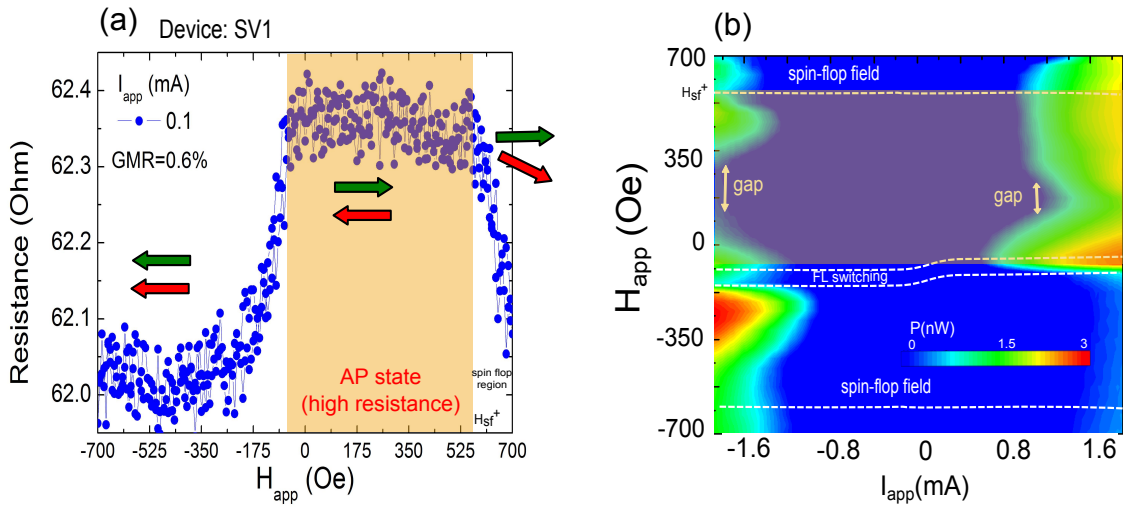 (a)
Device: SV1
I_app (mA)
0.1
GMR=0.6%
AP state
(high resistance)
spin flop
region
Hsf+
Resistance (Ohm)
62.4
62.3
62.2
62.1
62.0
-700 -525 -350 -175 0 175 350 525 700
H_app (Oe)
(b)
spin-flop field
Hsf+
gap
gap
FL switching
P(nW)
0 1.5 3
spin-flop field
H_app (Oe)
700
350
0
-350
-700
-1.6 -0.8 0 0.8 1.6
I_app(mA)